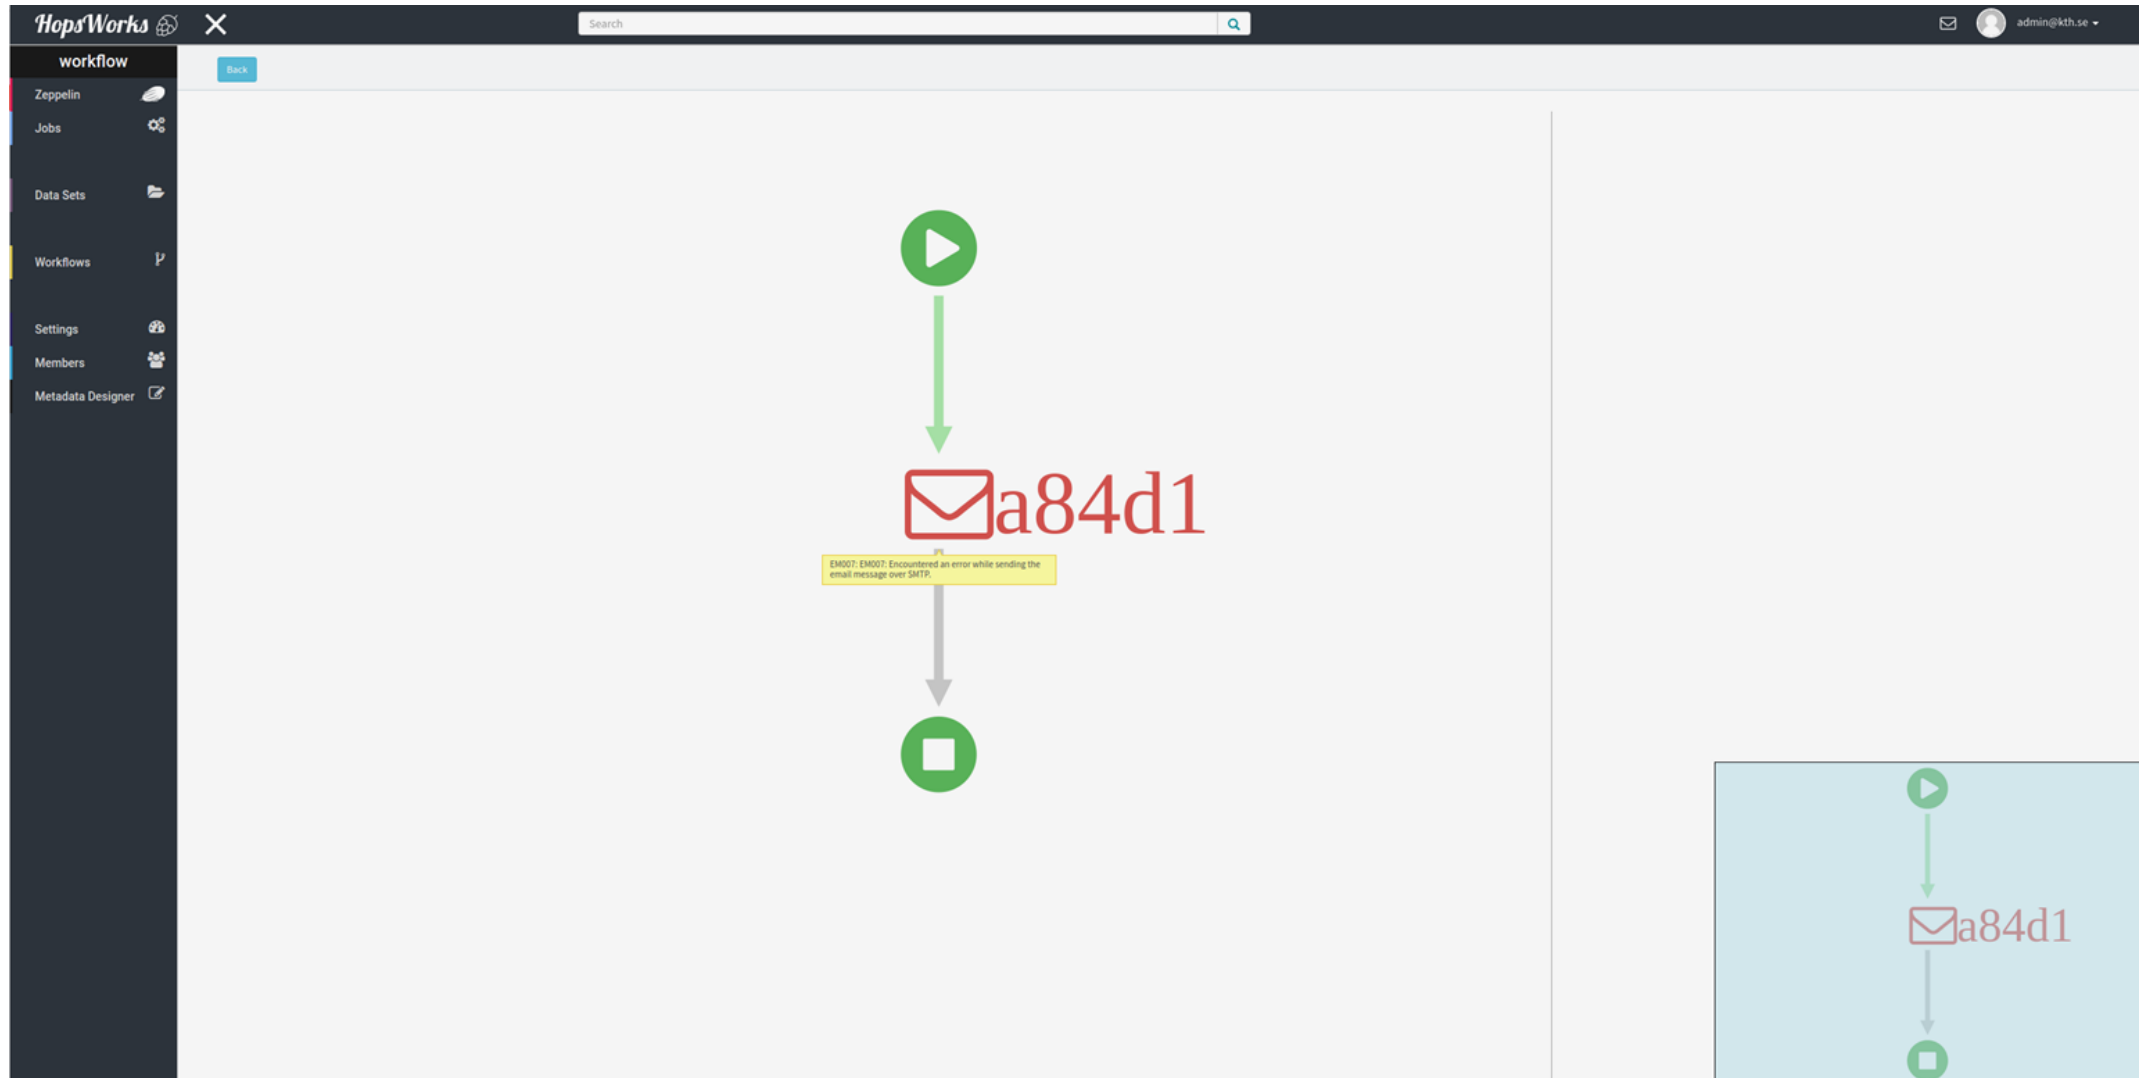 HopsWorks
Search
admin@kth.se
workflow
Back
Zeppelin
Jobs
Data Sets
Workflows
Settings
Members
Metadata Designer
a84d1
EM007: EM007: Encountered an error while sending the
email message over SMTP.
a84d1